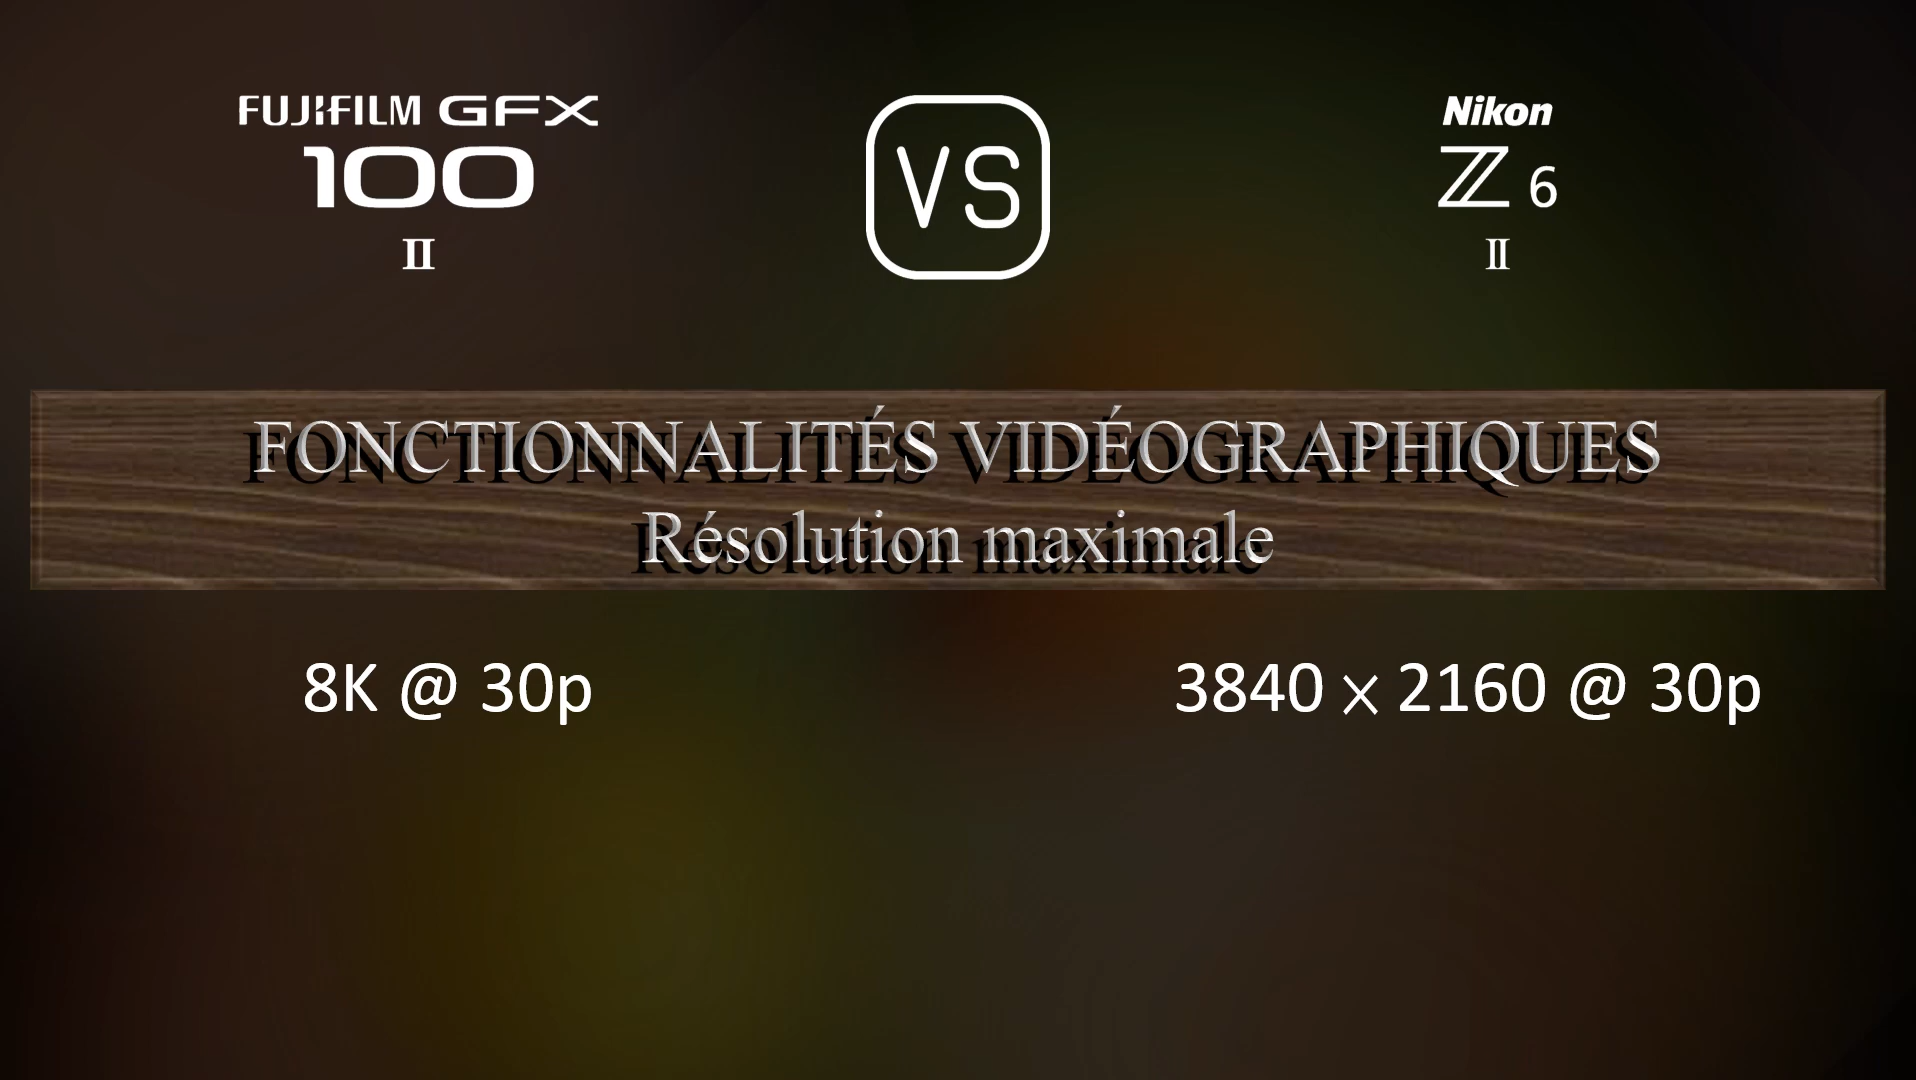 FUJIFILM GFX
100
II
VS
Nikon
Z 6
II
FONCTIONNALITÉS VIDÉOGRAPHIQUES
Résolution maximale
8K @ 30p
3840 x 2160 @ 30p